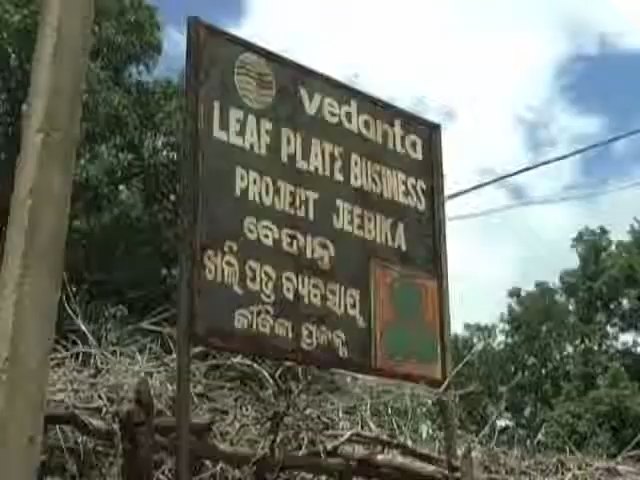 vedanta
LEAF PLATE BUSINESS
PROJECT JEEBIKA
ବେଦାନ୍ତ
ଖଲି ପତ୍ର ବ୍ୟବସାୟ
ଜୀବିକା ପ୍ରକଳ୍ପ